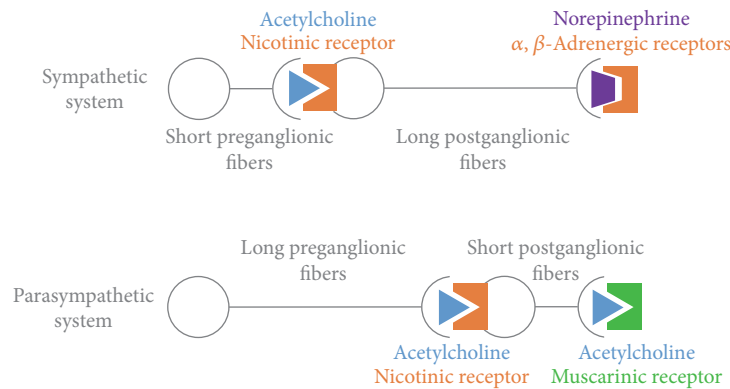 Acetylcholine
Nicotinic receptor
Norepinephrine
α, β-Adrenergic receptors
Sympathetic
system
Short preganglionic
fibers
Long postganglionic
fibers
Long preganglionic
fibers
Short postganglionic
fibers
Parasympathetic
system
Acetylcholine
Nicotinic receptor
Acetylcholine
Muscarinic receptor